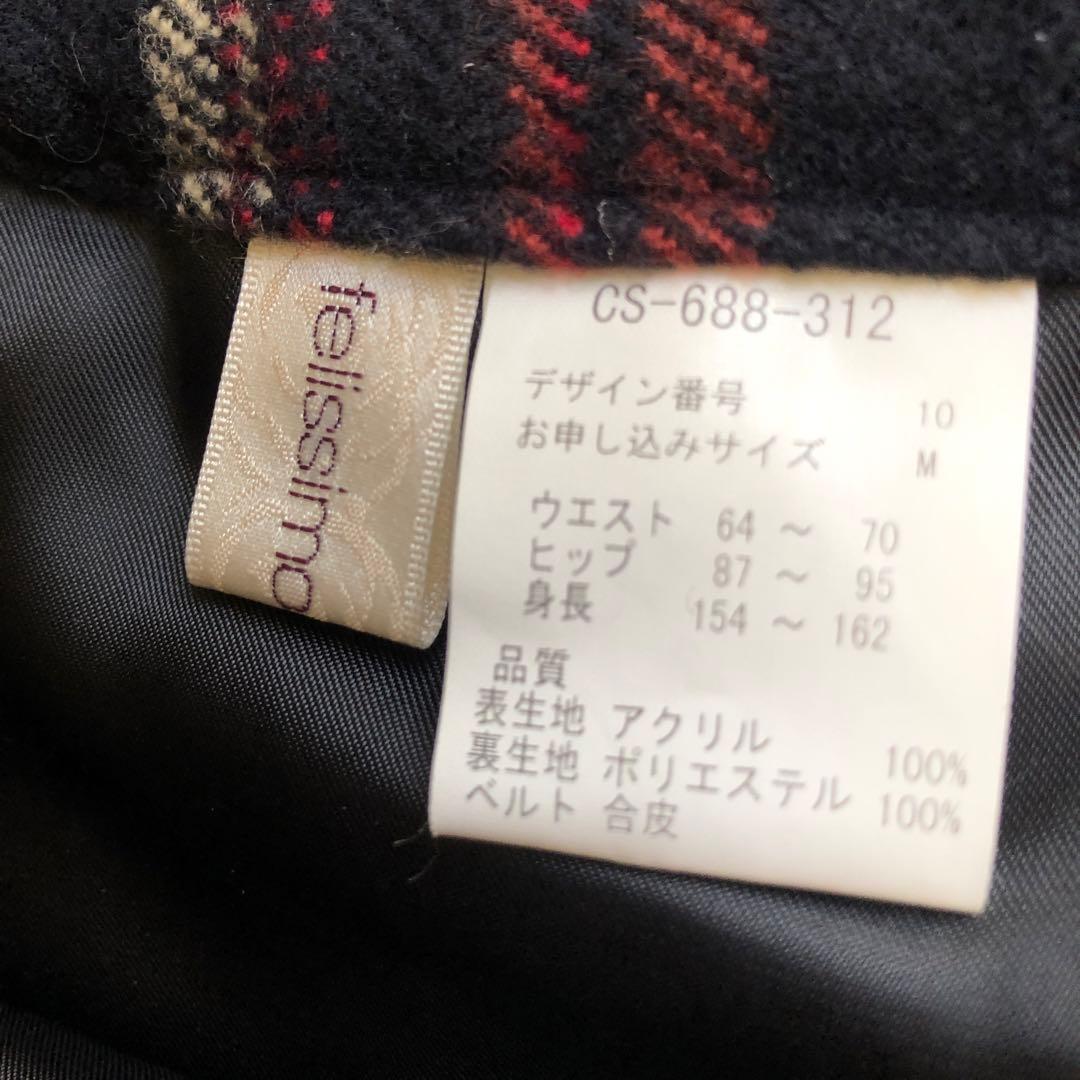 felissimo
CS-688-312
デザイン番号 10
お申し込みサイズ M
ウエスト 64 ～ 70
ヒップ 87 ～ 95
身長 154 ～ 162
品質
表生地 アクリル 100%
裏生地 ポリエステル 100%
ベルト 合皮